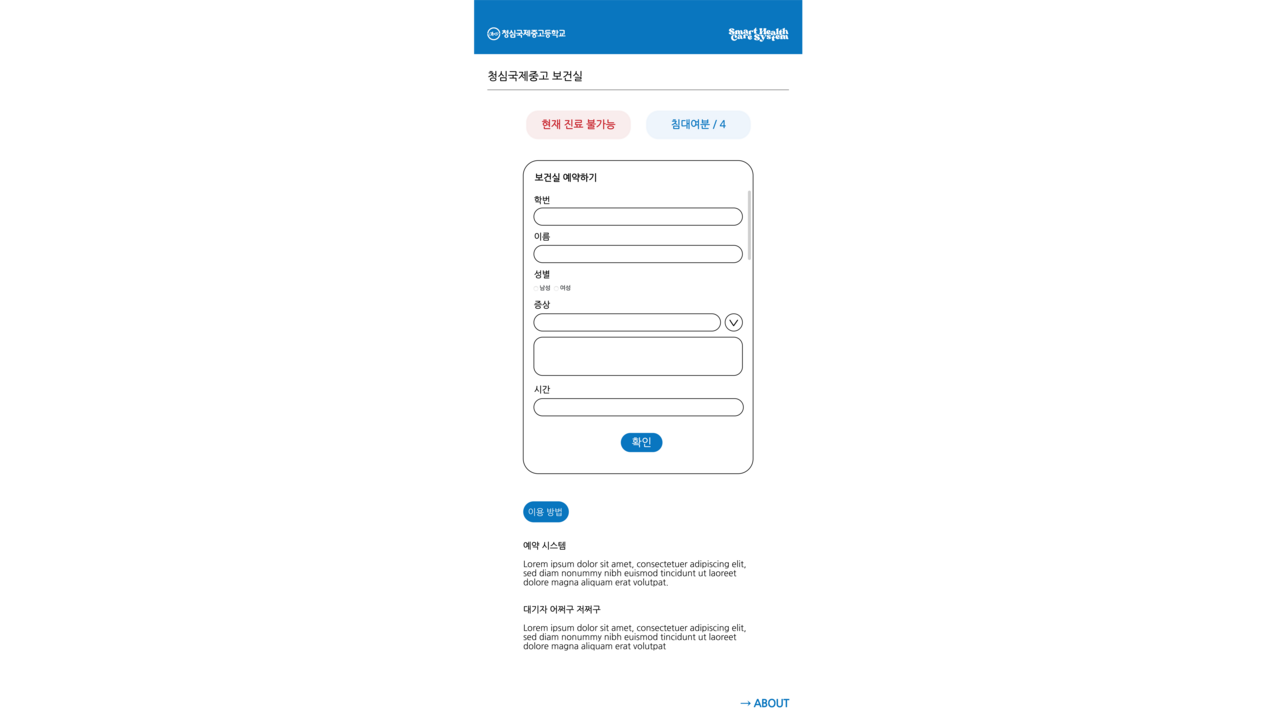 청심국제중고등학교
Smart Health
Care System
청심국제중고 보건실
현재 진료 불가능
침대여분 / 4
보건실 예약하기
학번
이름
성별
남성 여성
증상
시간
확인
이용 방법
예약 시스템
Lorem ipsum dolor sit amet, consectetuer adipiscing elit,
sed diam nonummy nibh euismod tincidunt ut laoreet
dolore magna aliquam erat volutpat.
대기자 어쩌구 저쩌구
Lorem ipsum dolor sit amet, consectetuer adipiscing elit,
sed diam nonummy nibh euismod tincidunt ut laoreet
dolore magna aliquam erat volutpat
→ ABOUT